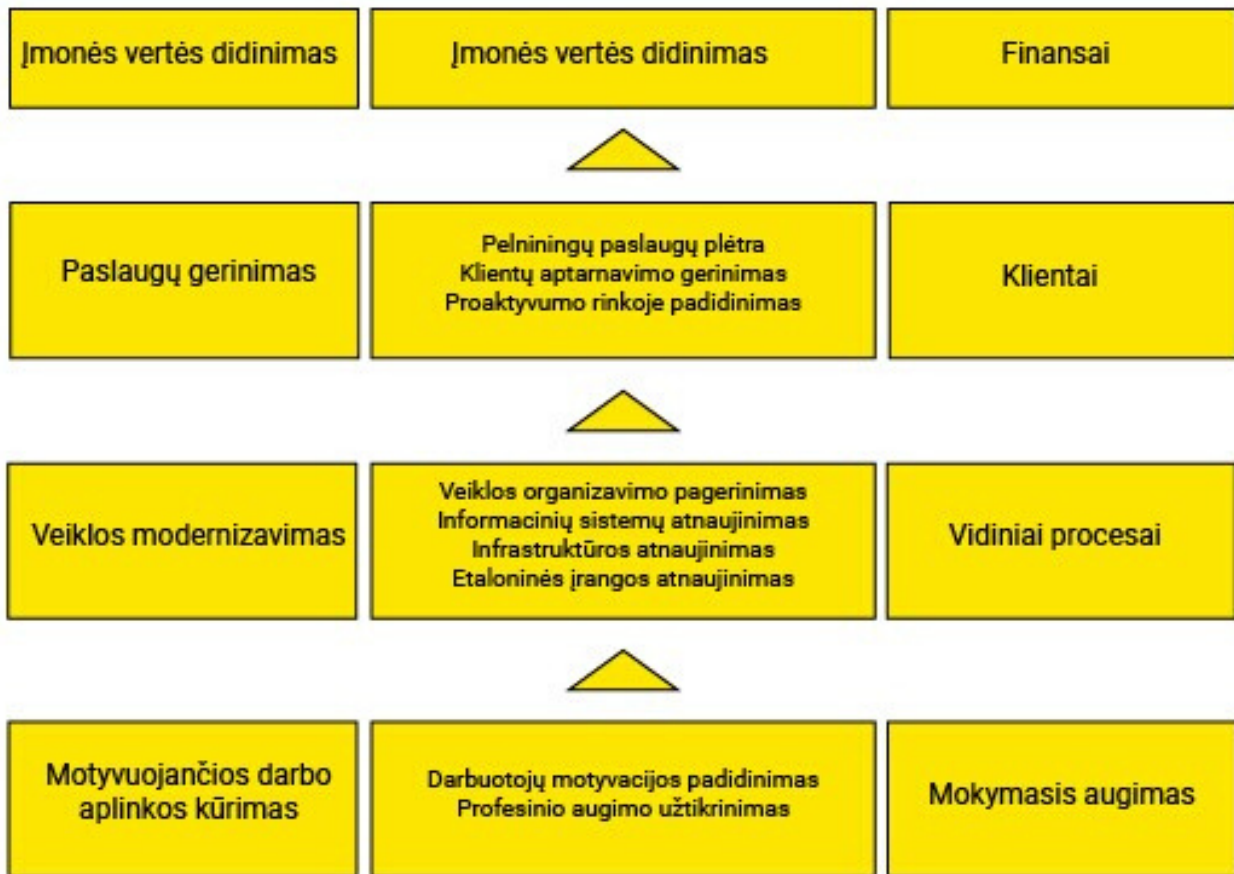 Įmonės vertės didinimas
Įmonės vertės didinimas
Finansai
Paslaugų gerinimas
Pelniningų paslaugų plėtra
Klientų aptarnavimo gerinimas
Proaktyvumo rinkoje padidinimas
Klientai
Veiklos modernizavimas
Veiklos organizavimo pagerinimas
Informacinių sistemų atnaujinimas
Infrastruktūros atnaujinimas
Etaloninės įrangos atnaujinimas
Vidiniai procesai
Motyvuojančios darbo
aplinkos kūrimas
Darbuotojų motyvacijos padidinimas
Profesinio augimo užtikrinimas
Mokymasis augimas